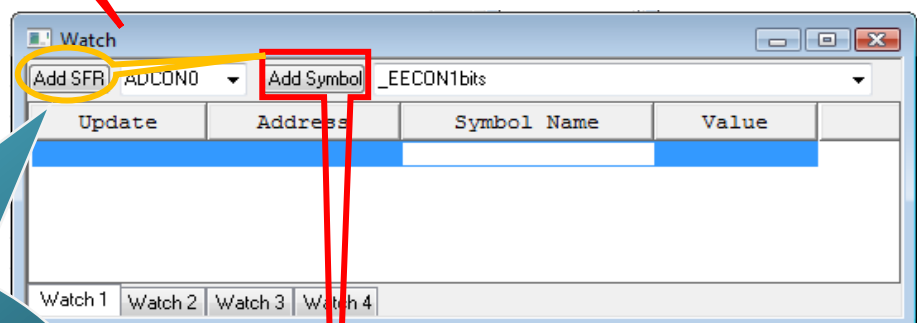 Watch
Add SFR ADCON0 Add Symbol _EECON1bits
Update Address Symbol Name Value
Watch 1 Watch 2 Watch 3 Watch 4